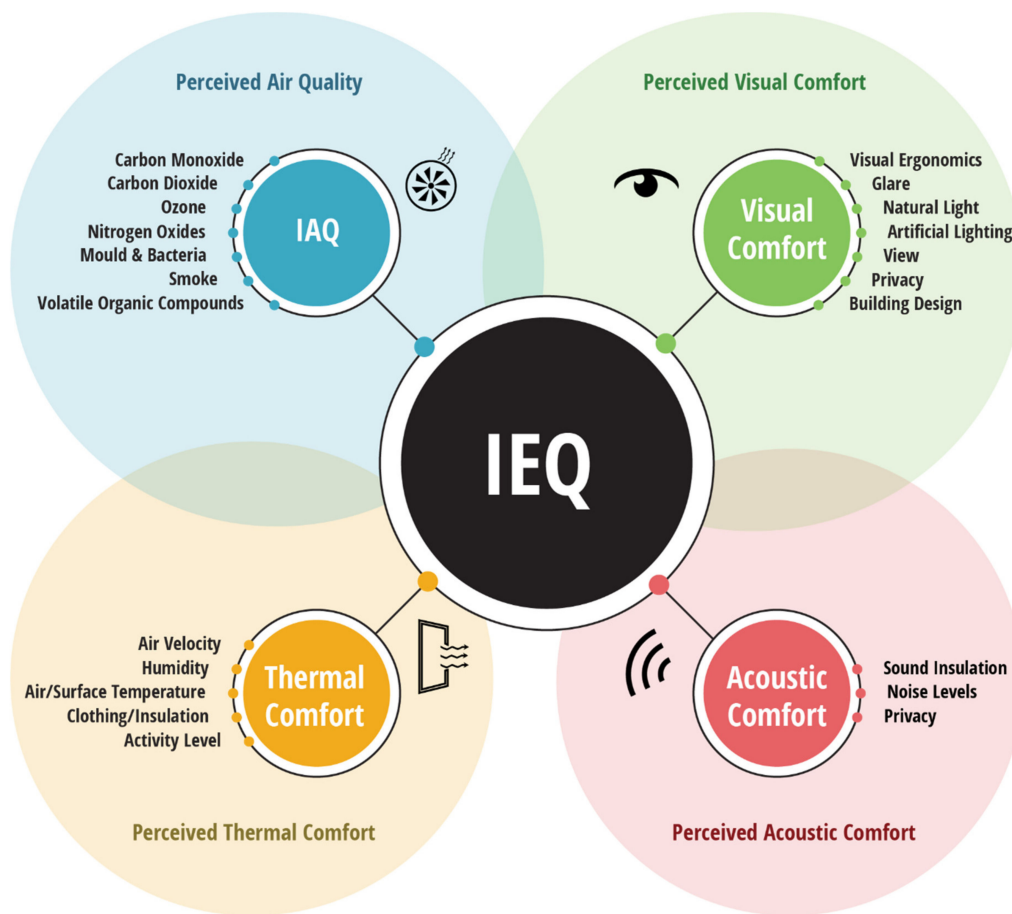 Perceived Air Quality
Carbon Monoxide
Carbon Dioxide
Ozone
Nitrogen Oxides
Mould & Bacteria
Smoke
Volatile Organic Compounds
IAQ
Perceived Visual Comfort
Visual
Comfort
Visual Ergonomics
Glare
Natural Light
Artificial Lighting
View
Privacy
Building Design
IEQ
Air Velocity
Humidity
Air/Surface Temperature
Clothing/Insulation
Activity Level
Thermal
Comfort
Perceived Thermal Comfort
Acoustic
Comfort
Sound Insulation
Noise Levels
Privacy
Perceived Acoustic Comfort